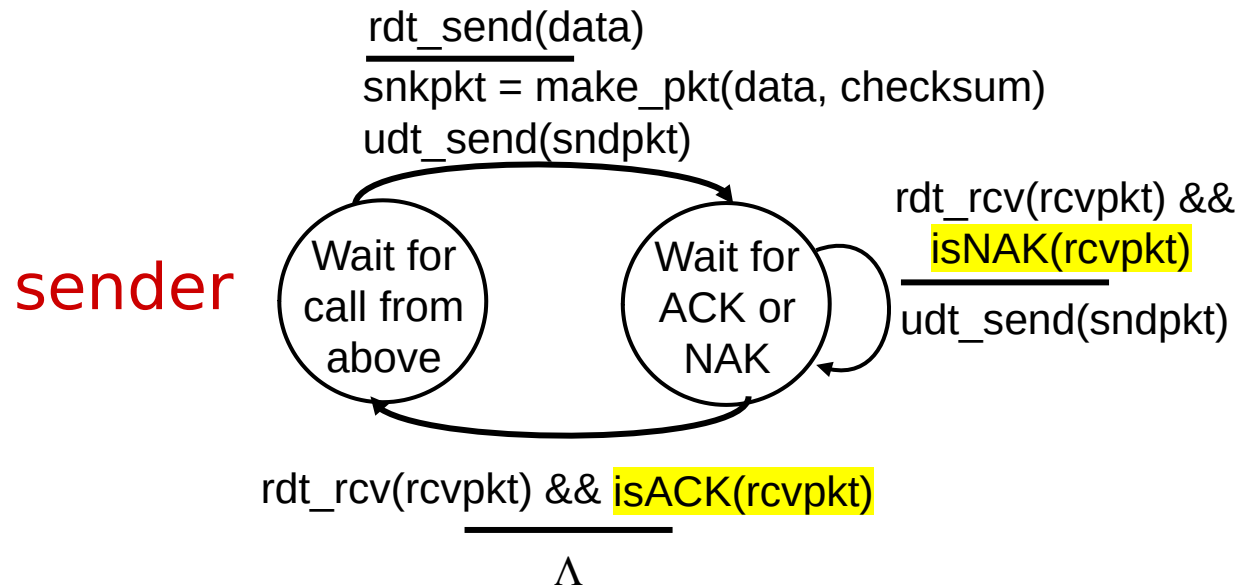 rdt_send(data)
snkpkt = make_pkt(data, checksum)
udt_send(sndpkt)
rdt_rcv(rcvpkt) &&
isNAK(rcvpkt)
udt_send(sndpkt)
sender
Wait for
call from
above
Wait for
ACK or
NAK
rdt_rcv(rcvpkt) && isACK(rcvpkt)
Λ